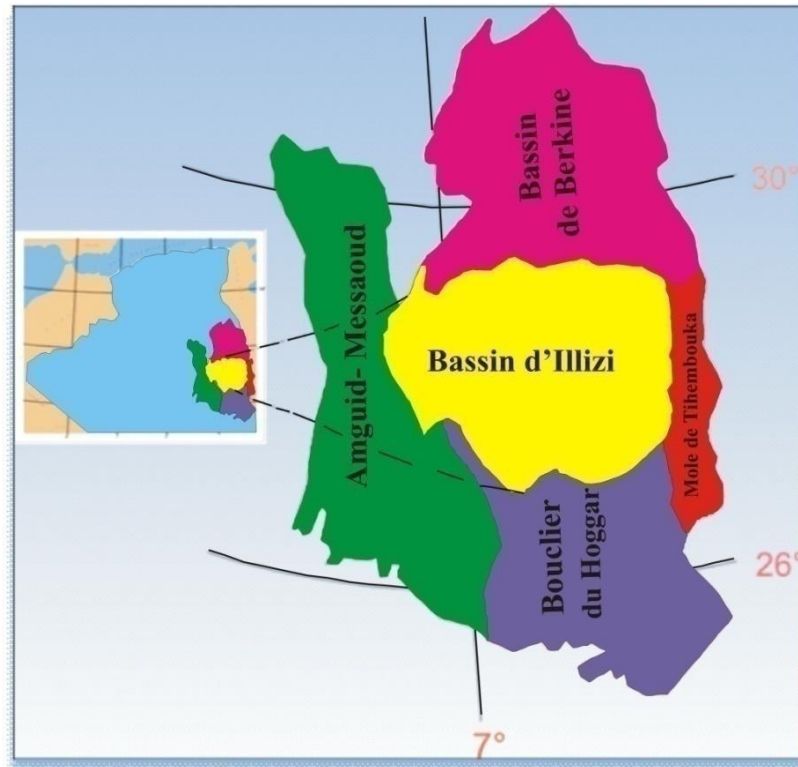 Bassin
de Berkine
30°
Amguid- Messaoud
Bassin d’Illizi
Mole de Tihembouka
Bouclier
du Hoggar
26°
7°